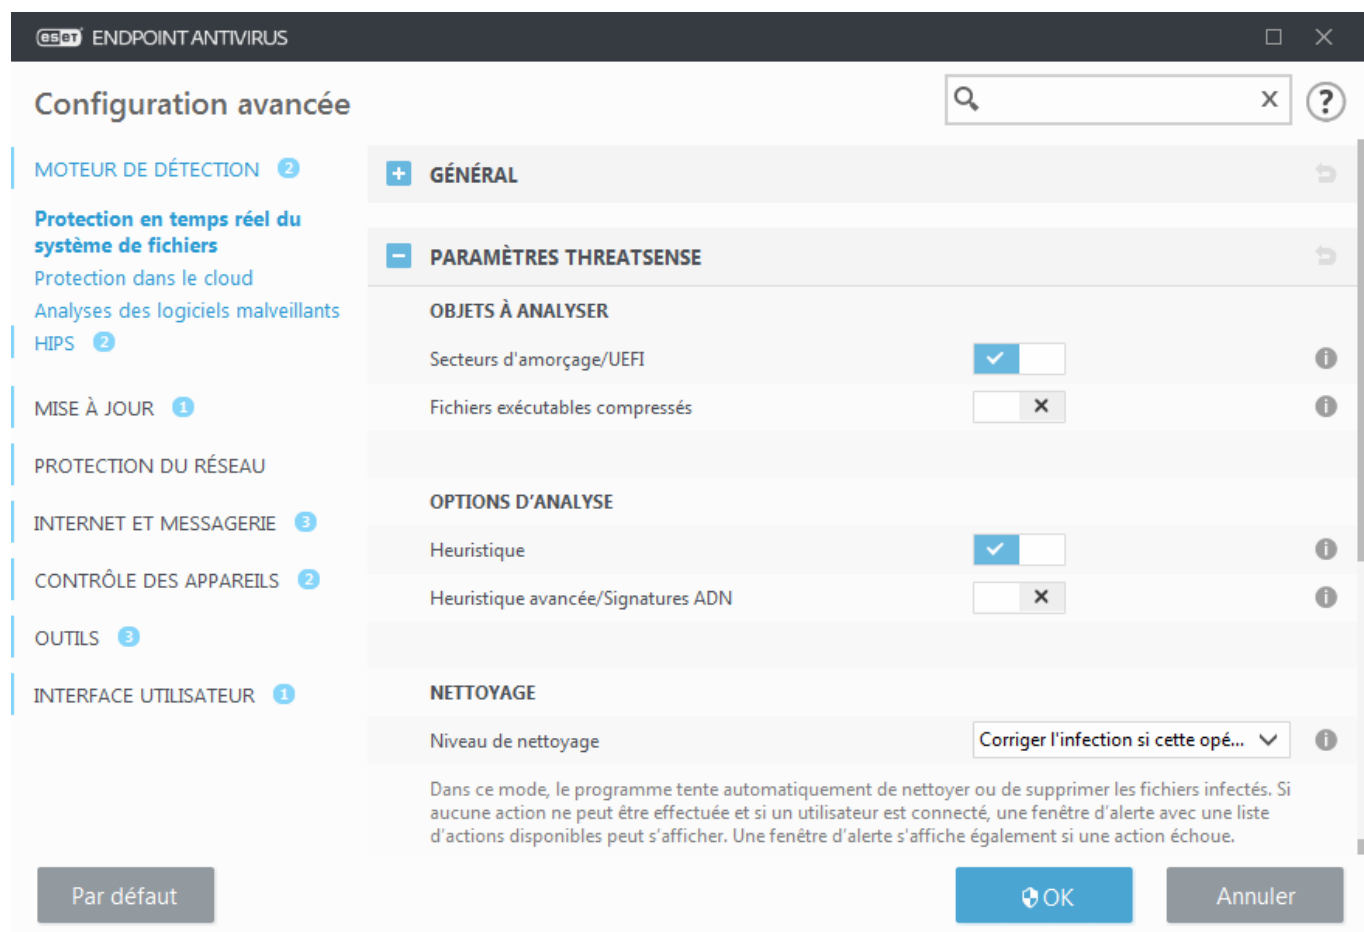 eset ENDPOINT ANTIVIRUS
Configuration avancée
MOTEUR DE DÉTECTION 2
Protection en temps réel du
système de fichiers
Protection dans le cloud
Analyses des logiciels malveillants
HIPS 2
MISE À JOUR 1
PROTECTION DU RÉSEAU
INTERNET ET MESSAGERIE 3
CONTRÔLE DES APPAREILS 2
OUTILS 3
INTERFACE UTILISATEUR 1
GÉNÉRAL
PARAMÈTRES THREATSENSE
OBJETS À ANALYSER
Secteurs d'amorçage/UEFI
Fichiers exécutables compressés
OPTIONS D'ANALYSE
Heuristique
Heuristique avancée/Signatures ADN
NETTOYAGE
Niveau de nettoyage
Corriger l'infection si cette opé...
Dans ce mode, le programme tente automatiquement de nettoyer ou de supprimer les fichiers infectés. Si
aucune action ne peut être effectuée et si un utilisateur est connecté, une fenêtre d'alerte avec une liste
d'actions disponibles peut s'afficher. Une fenêtre d'alerte s'affiche également si une action échoue.
Par défaut
OK
Annuler